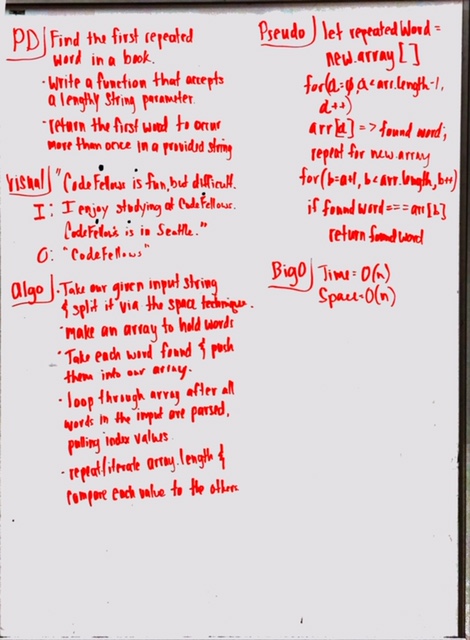 PD Find the first repeated
word in a book.
• Write a function that accepts
a lengthy string parameter.
• return the first word to occur
more than once in a provided string
Visual "CodeFellows is fun, but difficult.
I: I enjoy studying at CodeFellows.
CodeFellows is in Seattle."
O: "CodeFellows"
algo • Take our given input string
& split it via the space technique.
• make an array to hold words
• Take each word found & push
them into our array.
• loop through array after all
words in the input are parsed,
pulling index values.
• repeat/iterate array.length &
compare each value to the others
Pseudo let repeatedWord =
new.array []
for(a=0, a<arr.length-1,
a++)
arr[a] => found word;
repeat for new.array
for(b=a+1, b<arr.length, b++)
if found word === arr[b]
return found word
BigO Time = O(n)
Space = O(n)